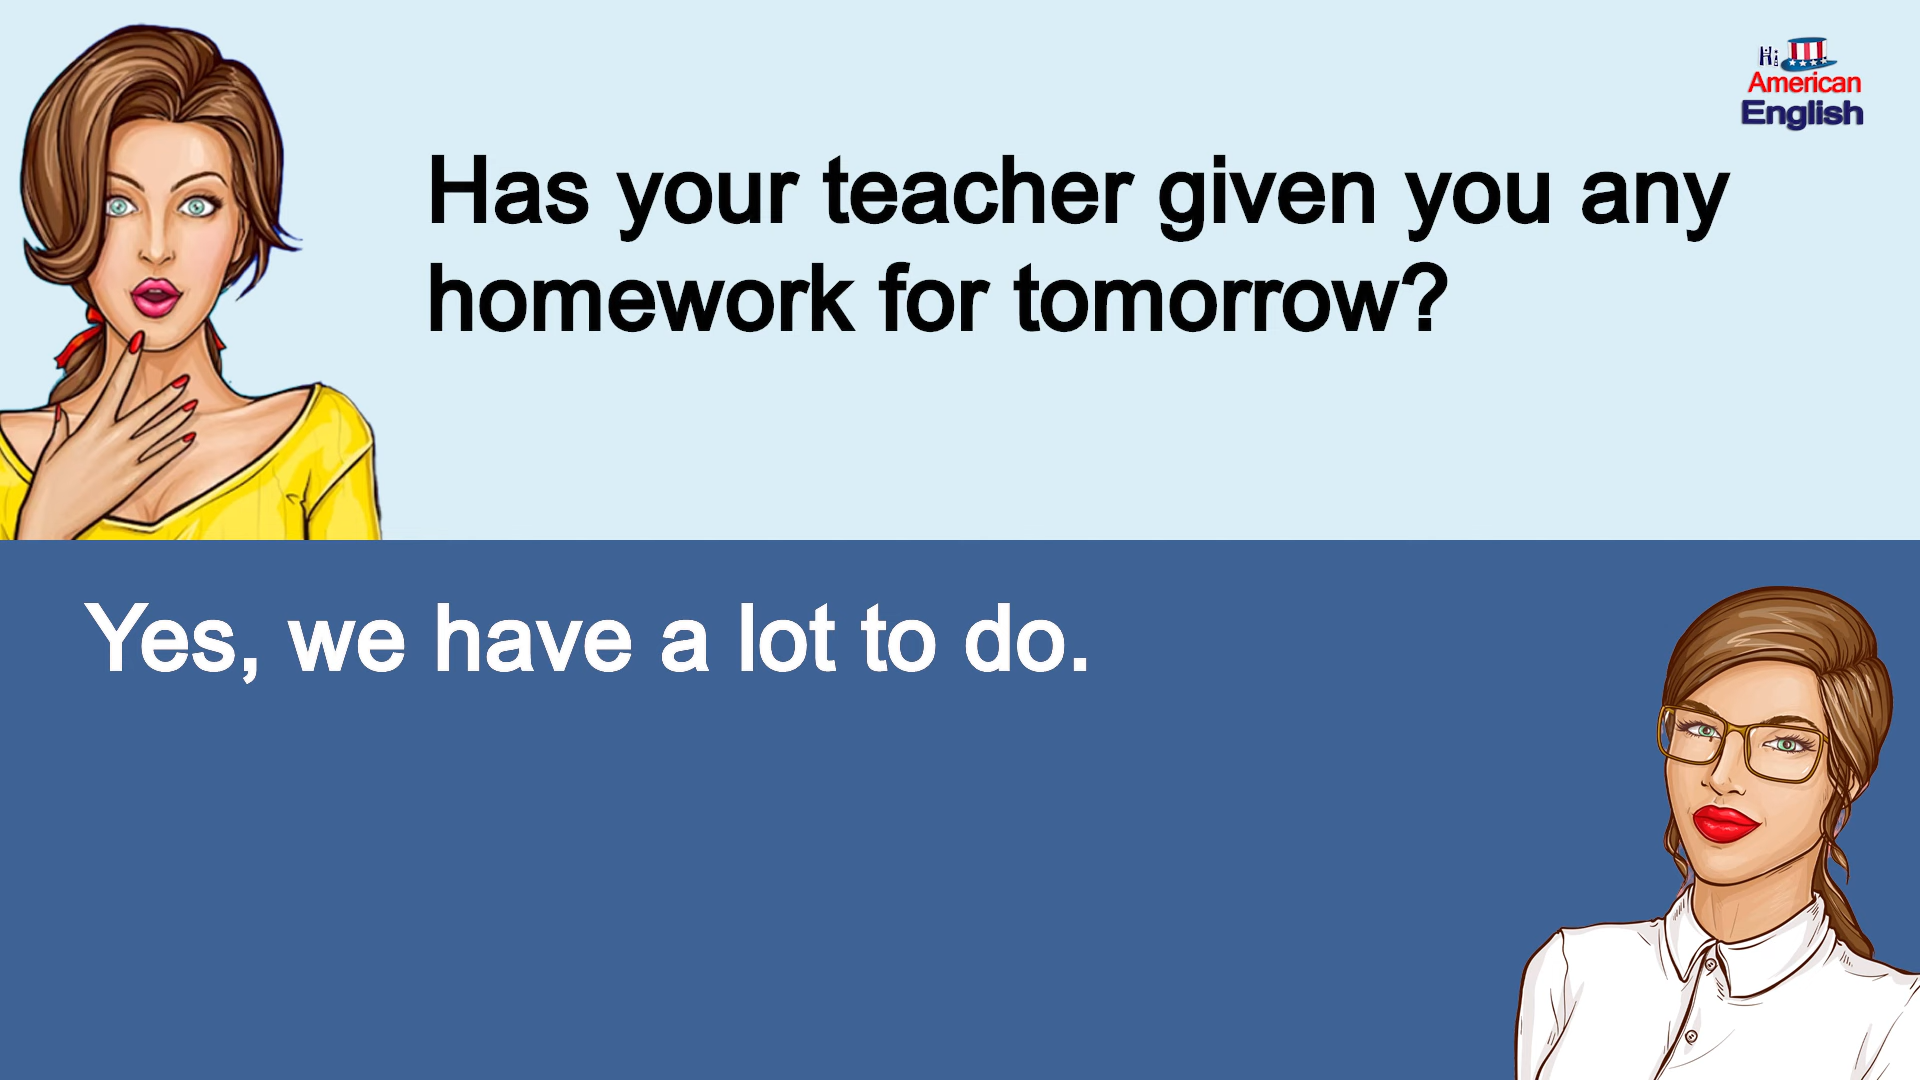 Hi
American
English
Has your teacher given you any
homework for tomorrow?
Yes, we have a lot to do.